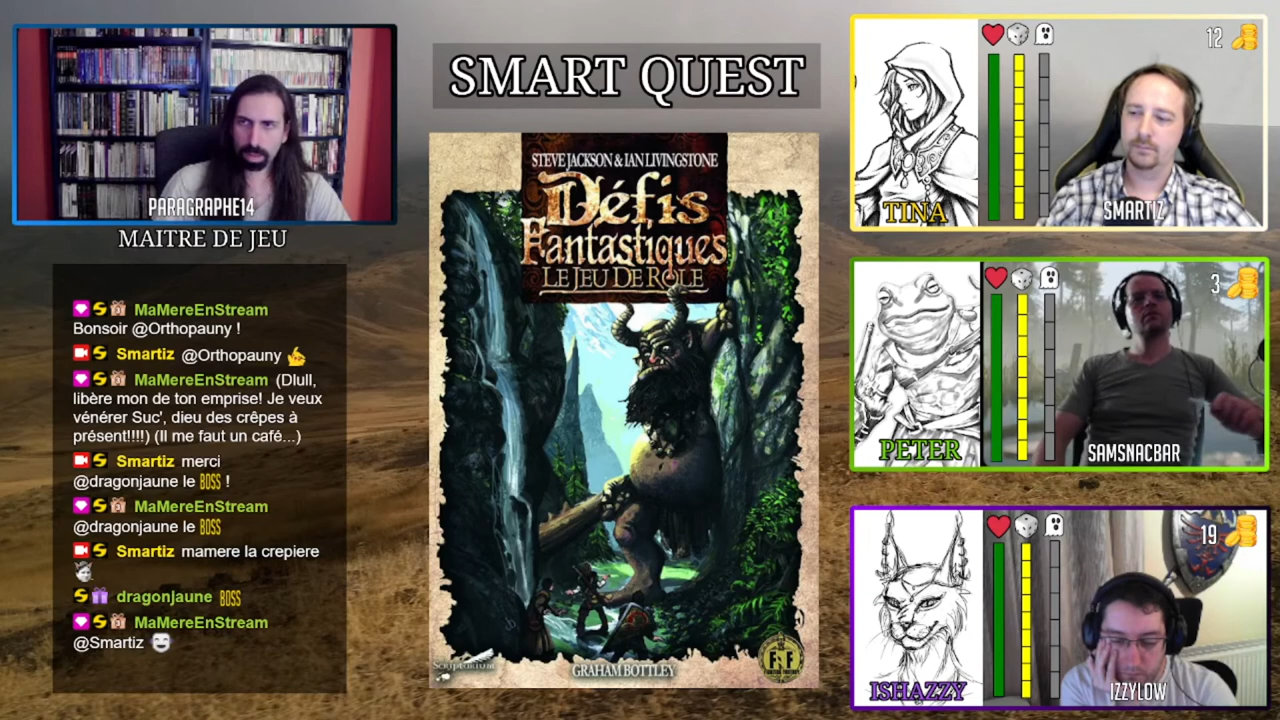 PARAGRAPHE14
MAITRE DE JEU
MaMereEnStream
Bonsoir @Orthopauny !
Smartiz @Orthopauny
MaMereEnStream (Dlull,
libère mon de ton emprise! Je veux
vénérer Suc', dieu des crêpes à
présent!!!!) (Il me faut un café...)
Smartiz merci
@dragonjaune le BOSS !
MaMereEnStream
@dragonjaune le BOSS
Smartiz mamere la crepiere
dragonjaune BOSS
MaMereEnStream
@Smartiz
SMART QUEST
STEVE JACKSON & IAN LIVINGSTONE
Défis
Fantastiques
LE JEU DE RÔLE
SCRIPTARIUM
GRAHAM BOTTLEY
FF
12
TINA
SMARTIZ
3
PETER
SAMSNACBAR
19
ISHAZZY
IZZYLOW